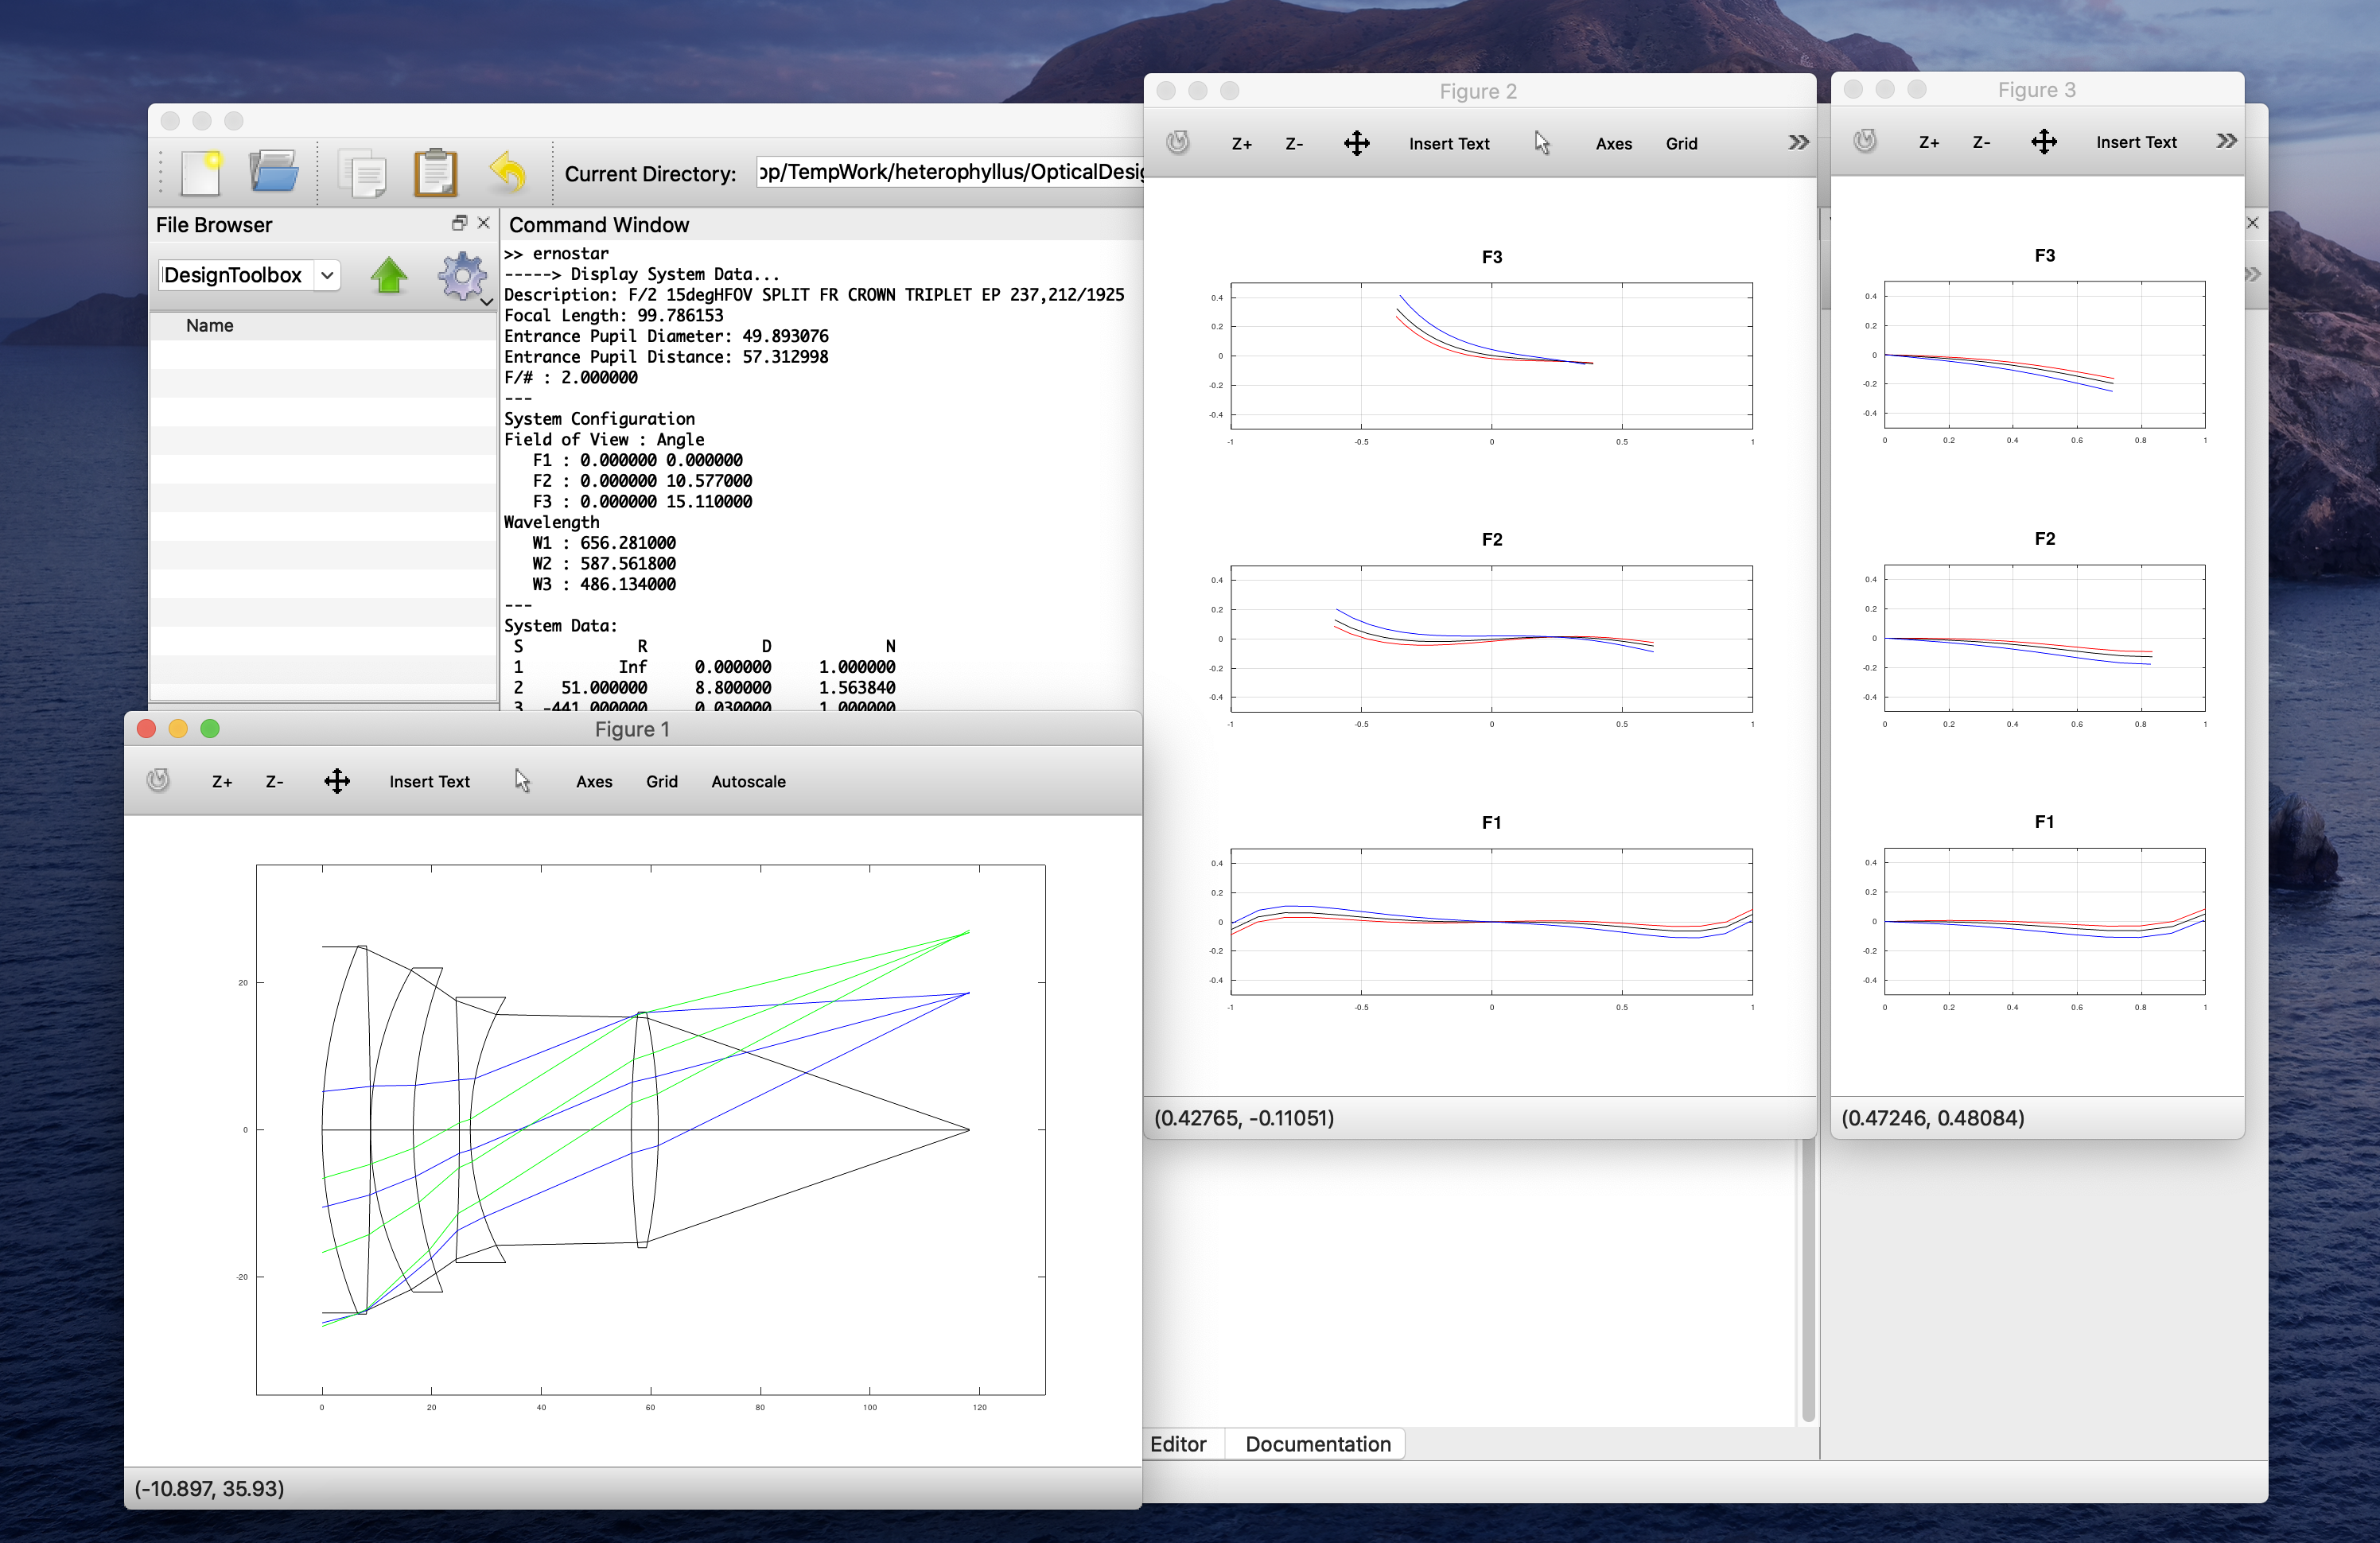 Current Directory:
op/TempWork/heterophyllus/OpticalDesig
File Browser
DesignToolbox
Name
Command Window
>> ernostar
-----> Display System Data...
Description: F/2 15degHFOV SPLIT FR CROWN TRIPLET EP 237,212/1925
Focal Length: 99.786153
Entrance Pupil Diameter: 49.893076
Entrance Pupil Distance: 57.312998
F/# : 2.000000
---
System Configuration
Field of View : Angle
F1 : 0.000000 0.000000
F2 : 0.000000 10.577000
F3 : 0.000000 15.110000
Wavelength
W1 : 656.281000
W2 : 587.561800
W3 : 486.134000
---
System Data:
S R D N
1 Inf 0.000000 1.000000
2 51.000000 8.800000 1.563840
3 -441.000000 0.030000 1.000000
Figure 1
Z+ Z- Insert Text Axes Grid Autoscale
20
0
-20
0 20 40 60 80 100 120
(-10.897, 35.93)
Figure 2
Z+ Z- Insert Text Axes Grid
F3
0.4
0.2
0
-0.2
-0.4
-1 -0.5 0 0.5 1
F2
0.4
0.2
0
-0.2
-0.4
-1 -0.5 0 0.5 1
F1
0.4
0.2
0
-0.2
-0.4
-1 -0.5 0 0.5 1
(0.42765, -0.11051)
Figure 3
Z+ Z- Insert Text
F3
0.4
0.2
0
-0.2
-0.4
0 0.2 0.4 0.6 0.8 1
F2
0.4
0.2
0
-0.2
-0.4
0 0.2 0.4 0.6 0.8 1
F1
0.4
0.2
0
-0.2
-0.4
0 0.2 0.4 0.6 0.8 1
(0.47246, 0.48084)
Editor Documentation